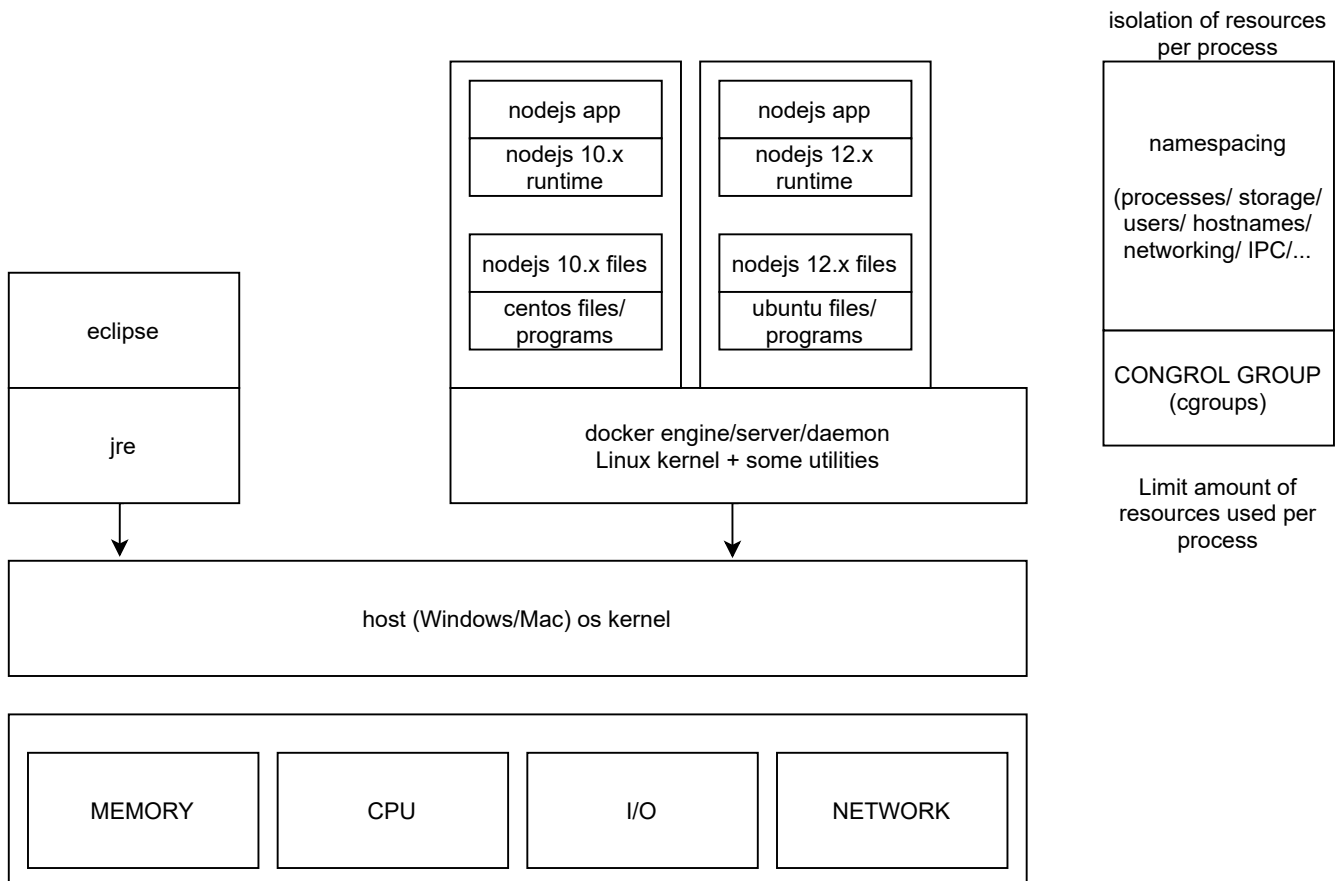 isolation of resources
per process
nodejs app
nodejs 10.x
runtime
nodejs 10.x files
centos files/
programs
nodejs app
nodejs 12.x
runtime
nodejs 12.x files
ubuntu files/
programs
namespacing
(processes/ storage/
users/ hostnames/
networking/ IPC/...
CONGROL GROUP
(cgroups)
Limit amount of
resources used per
process
eclipse
jre
docker engine/server/daemon
Linux kernel + some utilities
host (Windows/Mac) os kernel
MEMORY
CPU
I/O
NETWORK